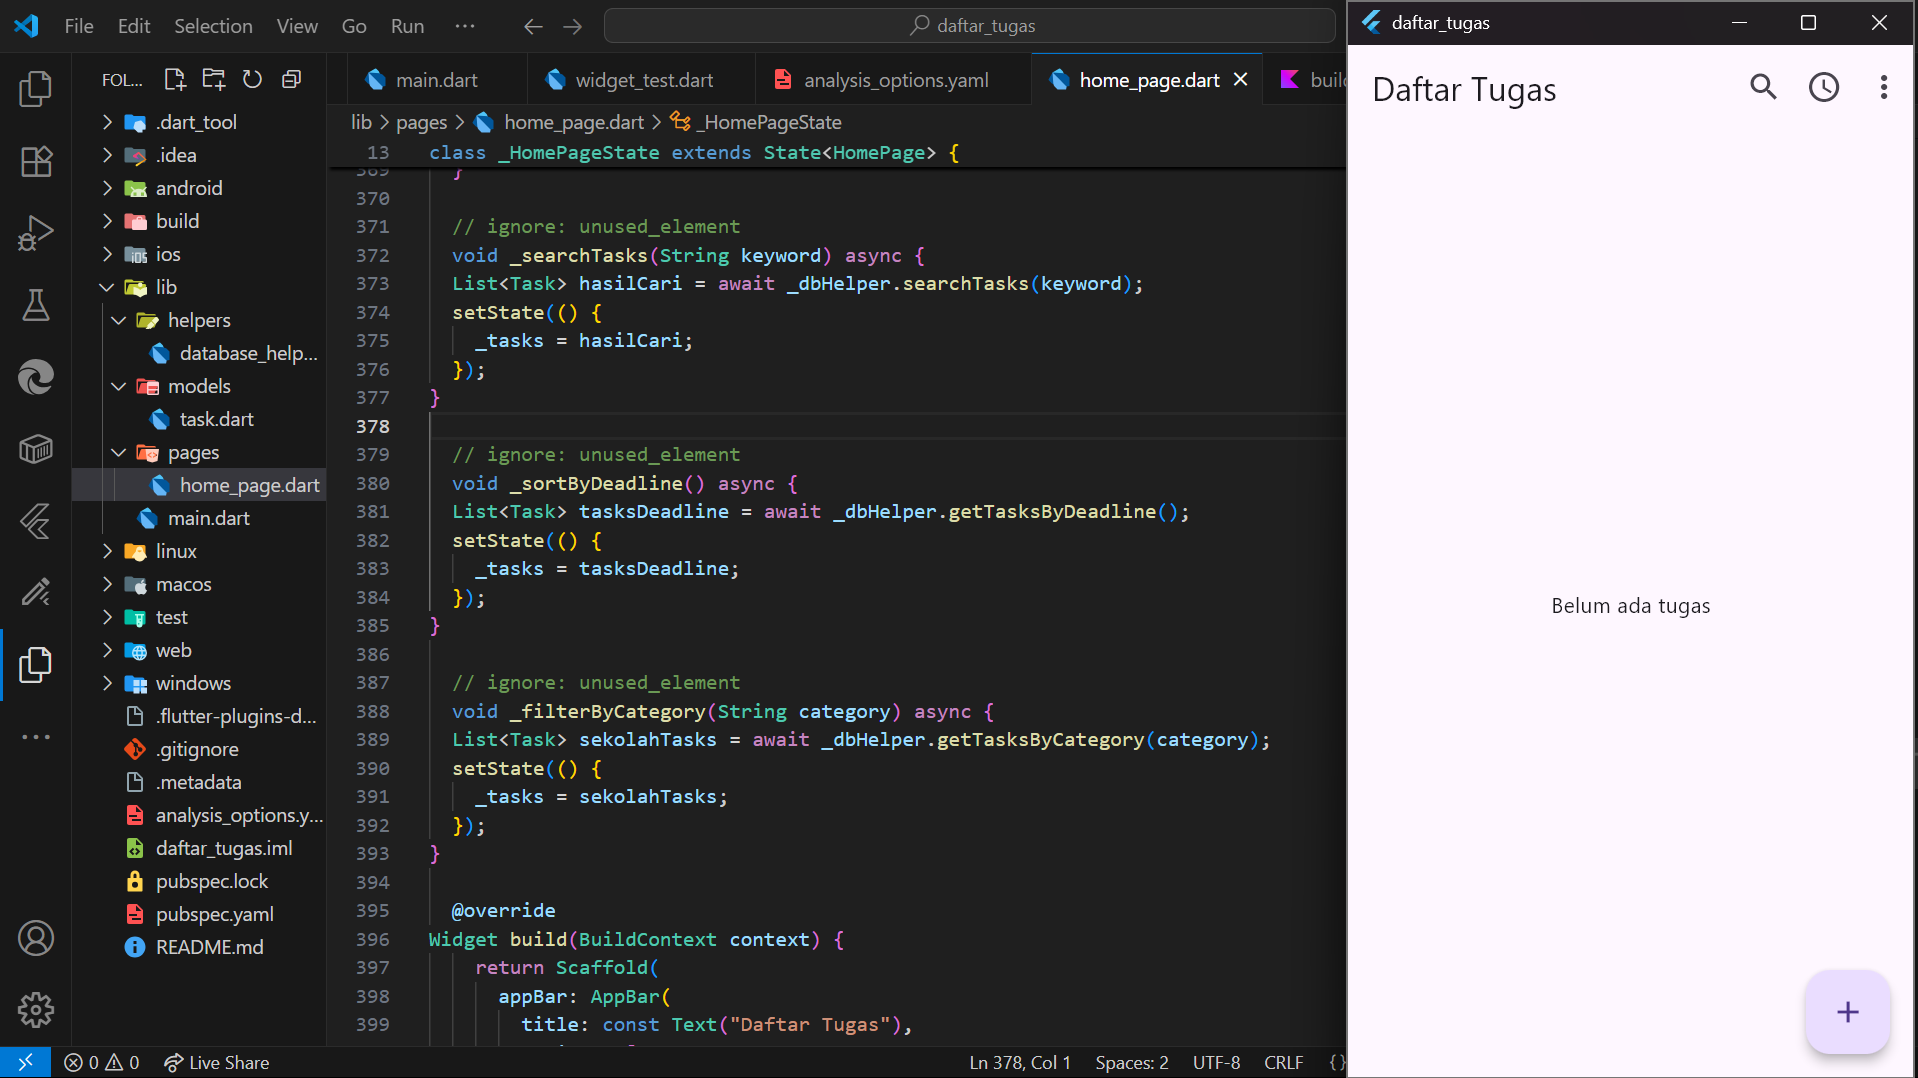 File Edit Selection View Go Run ···
daftar_tugas
FOL...
.dart_tool
.idea
android
build
ios
lib
helpers
database_help...
models
task.dart
pages
home_page.dart
main.dart
linux
macos
test
web
windows
.flutter-plugins-d...
.gitignore
.metadata
analysis_options.y...
daftar_tugas.iml
pubspec.lock
pubspec.yaml
README.md
main.dart widget_test.dart analysis_options.yaml home_page.dart buil
lib > pages > home_page.dart > _HomePageState
13 class _HomePageState extends State<HomePage> {
369 }
370
371 // ignore: unused_element
372 void _searchTasks(String keyword) async {
373 List<Task> hasilCari = await _dbHelper.searchTasks(keyword);
374 setState(() {
375 _tasks = hasilCari;
376 });
377 }
378
379 // ignore: unused_element
380 void _sortByDeadline() async {
381 List<Task> tasksDeadline = await _dbHelper.getTasksByDeadline();
382 setState(() {
383 _tasks = tasksDeadline;
384 });
385 }
386
387 // ignore: unused_element
388 void _filterByCategory(String category) async {
389 List<Task> sekolahTasks = await _dbHelper.getTasksByCategory(category);
390 setState(() {
391 _tasks = sekolahTasks;
392 });
393 }
394
395 @override
396 Widget build(BuildContext context) {
397 return Scaffold(
398 appBar: AppBar(
399 title: const Text("Daftar Tugas"),
0 0 Live Share Ln 378, Col 1 Spaces: 2 UTF-8 CRLF {}
daftar_tugas
Daftar Tugas
Belum ada tugas
+